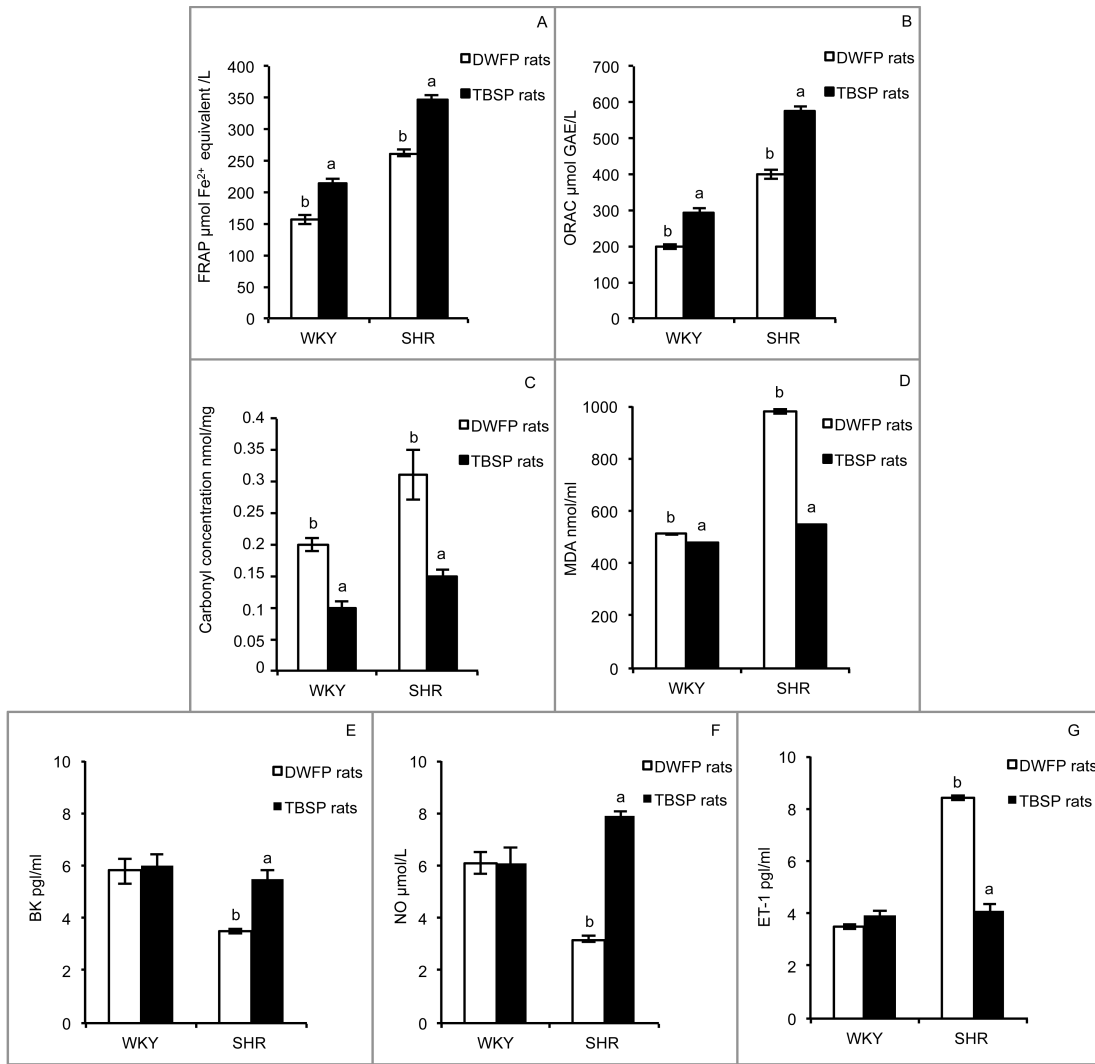 A
DWFP rats
TBSP rats
FRAP µmol Fe²⁺ equivalent /L
400
350
300
250
200
150
100
50
0
b
a
b
a
WKY
SHR
B
DWFP rats
TBSP rats
ORAC µmol GAE/L
700
600
500
400
300
200
100
0
b
a
b
a
WKY
SHR
C
DWFP rats
TBSP rats
Carbonyl concentration nmol/mg
0.4
0.35
0.3
0.25
0.2
0.15
0.1
0.05
0
b
a
b
a
WKY
SHR
D
DWFP rats
TBSP rats
MDA nmol/ml
1000
800
600
400
200
0
b
a
b
a
WKY
SHR
E
DWFP rats
TBSP rats
BK pgl/ml
10
8
6
4
2
0
b
a
WKY
SHR
F
DWFP rats
TBSP rats
NO µmol/L
10
8
6
4
2
0
b
a
WKY
SHR
G
DWFP rats
TBSP rats
ET-1 pgl/ml
10
8
6
4
2
0
b
a
WKY
SHR